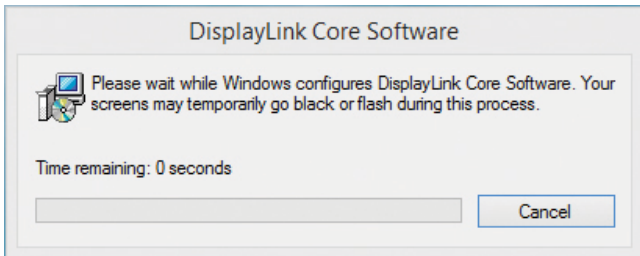 DisplayLink Core Software
Please wait while Windows configures DisplayLink Core Software. Your
screens may temporarily go black or flash during this process.
Time remaining: 0 seconds
Cancel